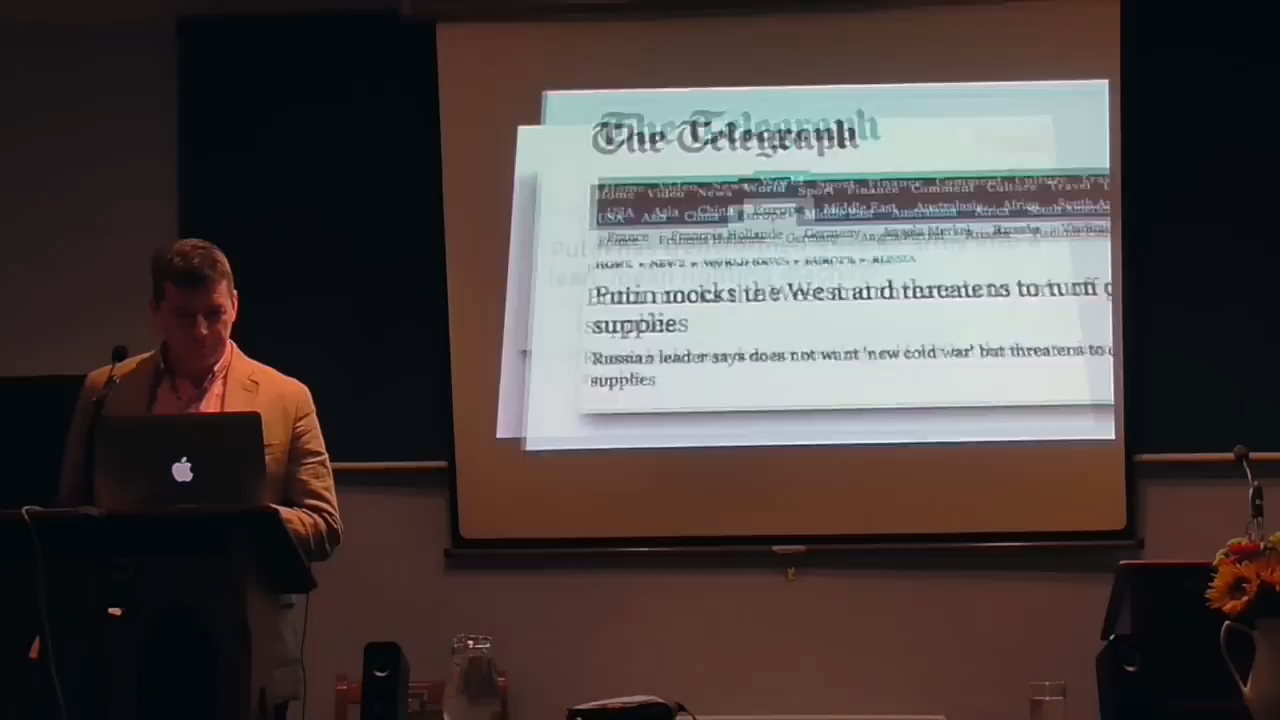 The Telegraph
Home Video News World Sport Finance Comment Culture Travel
USA Asia China Europe Middle East Australasia Africa South
France François Hollande Germany Angela Merkel Russia
HOME » NEWS » WORLD NEWS » EUROPE » RUSSIA
Putin mocks the West and threatens to turn
supplies
Russian leader says does not want 'new cold war' but threatens to
supplies